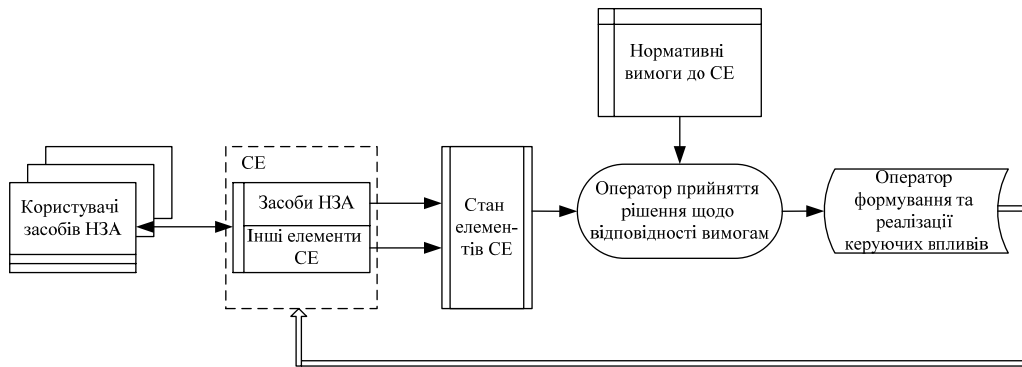 Нормативні
вимоги до СЕ
СЕ
Користувачі
засобів НЗА
Засоби НЗА
Інші елементи
СЕ
Стан
елемен-
тів СЕ
Оператор прийняття
рішення щодо
відповідності вимогам
Оператор
формування та
реалізації
керуючих впливів